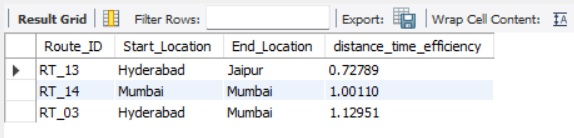 Result Grid Filter Rows: Export: Wrap Cell Content: IA
Route_ID Start_Location End_Location distance_time_efficiency
RT_13 Hyderabad Jaipur 0.72789
RT_14 Mumbai Mumbai 1.00110
RT_03 Hyderabad Mumbai 1.12951